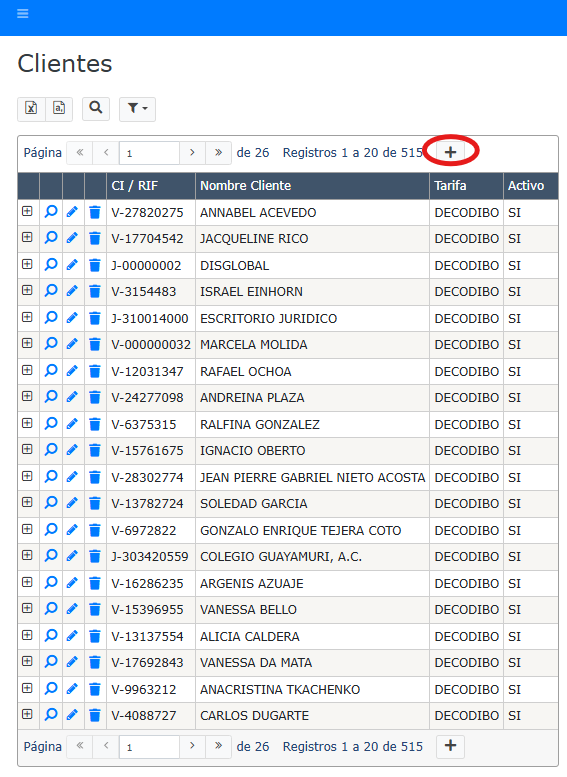 Clientes
Página 1 de 26 Registros 1 a 20 de 515
CI / RIF Nombre Cliente Tarifa Activo
V-27820275 ANNABEL ACEVEDO DECODIBO SI
V-17704542 JACQUELINE RICO DECODIBO SI
J-00000002 DISGLOBAL DECODIBO SI
V-3154483 ISRAEL EINHORN DECODIBO SI
J-310014000 ESCRITORIO JURIDICO DECODIBO SI
V-000000032 MARCELA MOLIDA DECODIBO SI
V-12031347 RAFAEL OCHOA DECODIBO SI
V-24277098 ANDREINA PLAZA DECODIBO SI
V-6375315 RALFINA GONZALEZ DECODIBO SI
V-15761675 IGNACIO OBERTO DECODIBO SI
V-28302774 JEAN PIERRE GABRIEL NIETO ACOSTA DECODIBO SI
V-13782724 SOLEDAD GARCIA DECODIBO SI
V-6972822 GONZALO ENRIQUE TEJERA COTO DECODIBO SI
J-303420559 COLEGIO GUAYAMURI, A.C. DECODIBO SI
V-16286235 ARGENIS AZUAJE DECODIBO SI
V-15396955 VANESSA BELLO DECODIBO SI
V-13137554 ALICIA CALDERA DECODIBO SI
V-17692843 VANESSA DA MATA DECODIBO SI
V-9963212 ANACRISTINA TKACHENKO DECODIBO SI
V-4088727 CARLOS DUGARTE DECODIBO SI
Página 1 de 26 Registros 1 a 20 de 515